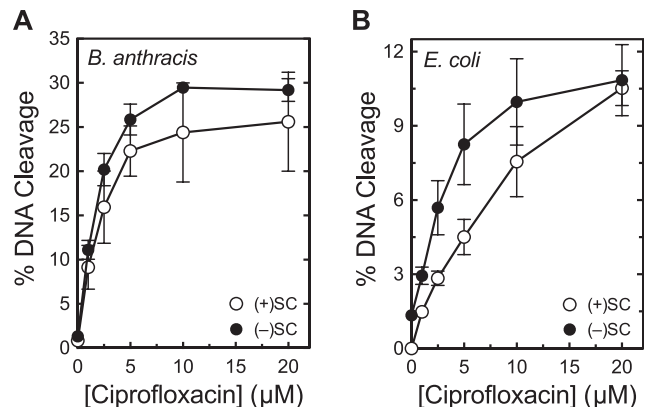 A
B. anthracis
% DNA Cleavage
35
30
25
20
15
10
5
0
(+)SC
(–)SC
0 5 10 15 20
[Ciprofloxacin] (µM)
B
E. coli
% DNA Cleavage
12
9
6
3
0
(+)SC
(–)SC
0 5 10 15 20
[Ciprofloxacin] (µM)